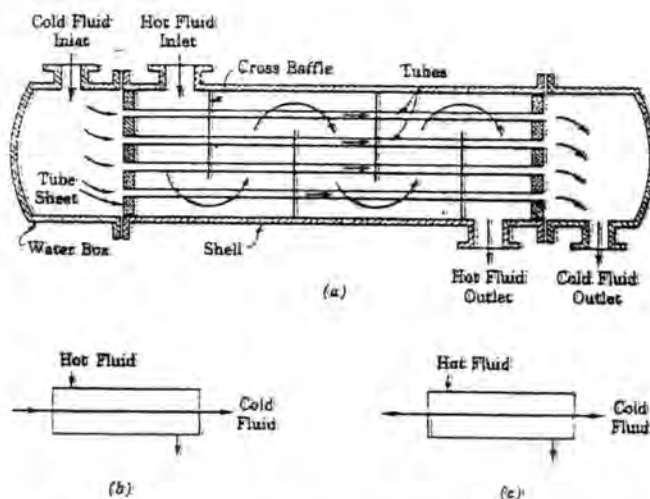 Cold Fluid
Inlet
Hot Fluid
Inlet
Cross Baffle
Tubes
Tube
Sheet
Water Box
Shell
Hot Fluid
Outlet
Cold Fluid
Outlet
(a)
Hot Fluid
Cold
Fluid
(b)
Hot Fluid
Cold
Fluid
(c)